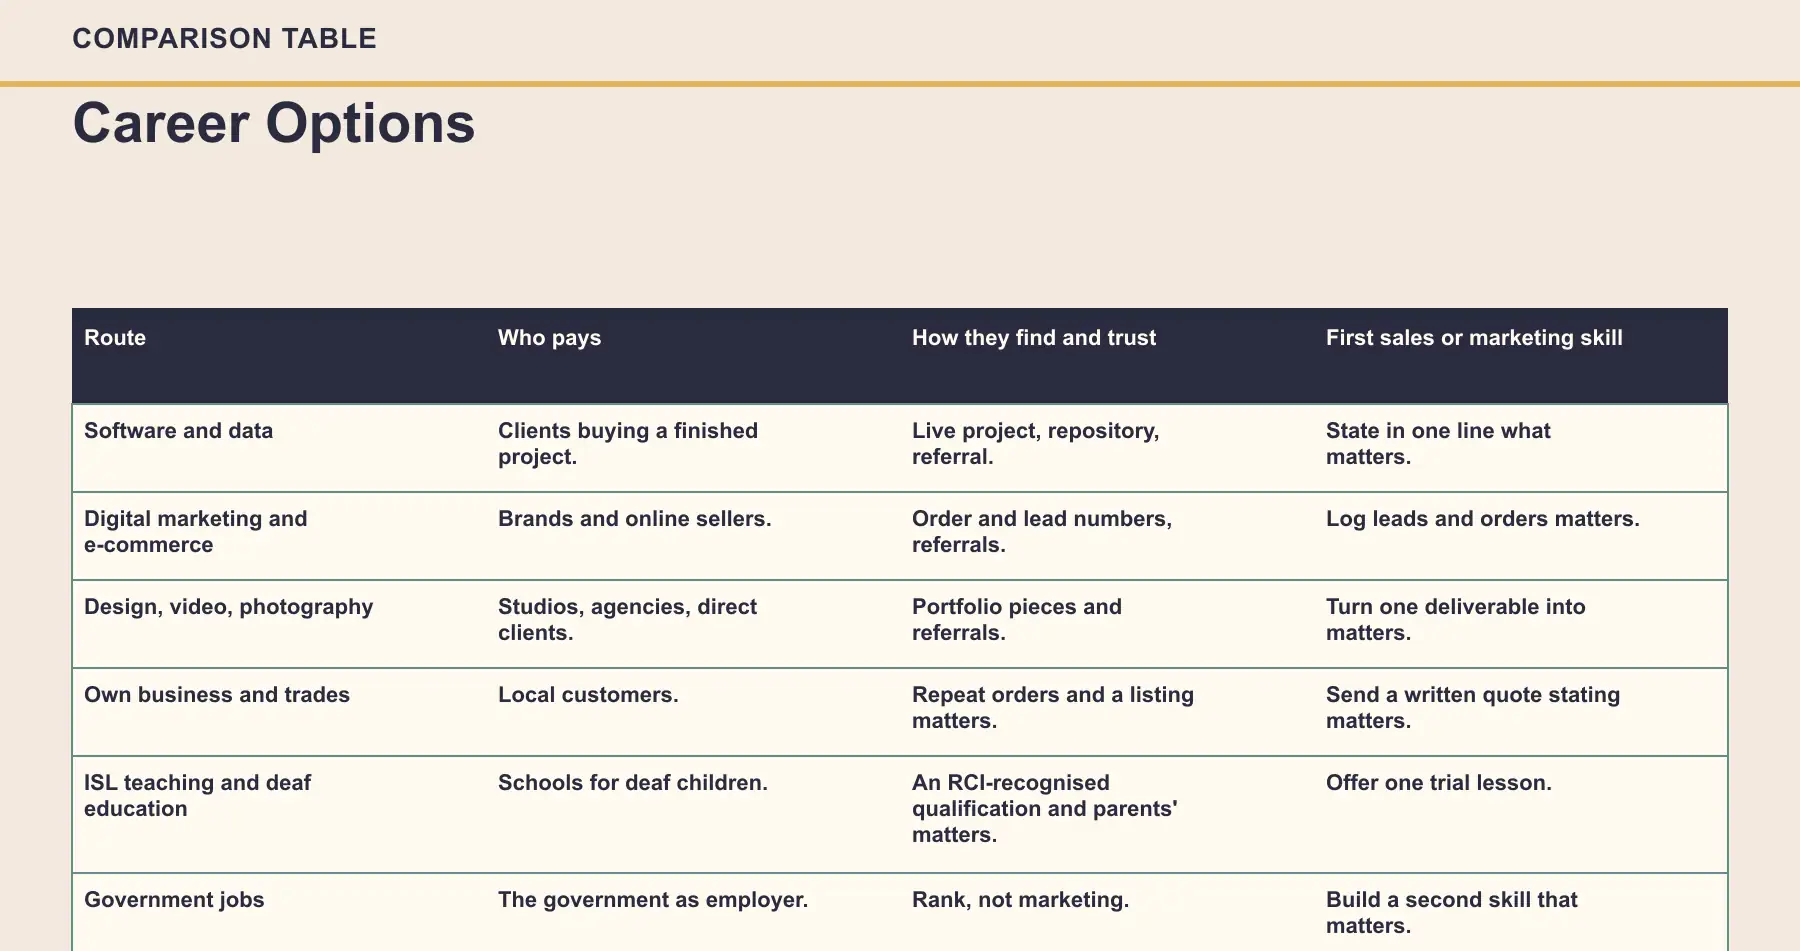 COMPARISON TABLE
Career Options
Route
Who pays
How they find and trust
First sales or marketing skill
Software and data
Clients buying a finished
project.
Live project, repository,
referral.
State in one line what
matters.
Digital marketing and
e-commerce
Brands and online sellers.
Order and lead numbers,
referrals.
Log leads and orders matters.
Design, video, photography
Studios, agencies, direct
clients.
Portfolio pieces and
referrals.
Turn one deliverable into
matters.
Own business and trades
Local customers.
Repeat orders and a listing
matters.
Send a written quote stating
matters.
ISL teaching and deaf
education
Schools for deaf children.
An RCI-recognised
qualification and parents'
matters.
Offer one trial lesson.
Government jobs
The government as employer.
Rank, not marketing.
Build a second skill that
matters.